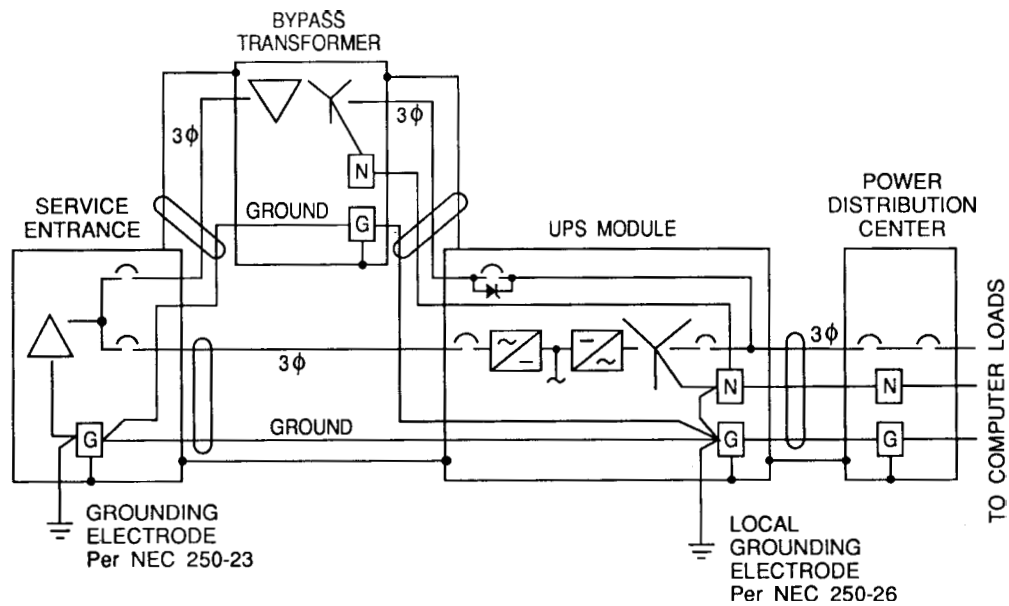 BYPASS
TRANSFORMER
3ϕ
3ϕ
N
SERVICE
ENTRANCE
GROUND
G
UPS MODULE
POWER
DISTRIBUTION
CENTER
3ϕ
3ϕ
N
N
G
GROUND
G
G
TO COMPUTER LOADS
GROUNDING
ELECTRODE
Per NEC 250-23
LOCAL
GROUNDING
ELECTRODE
Per NEC 250-26